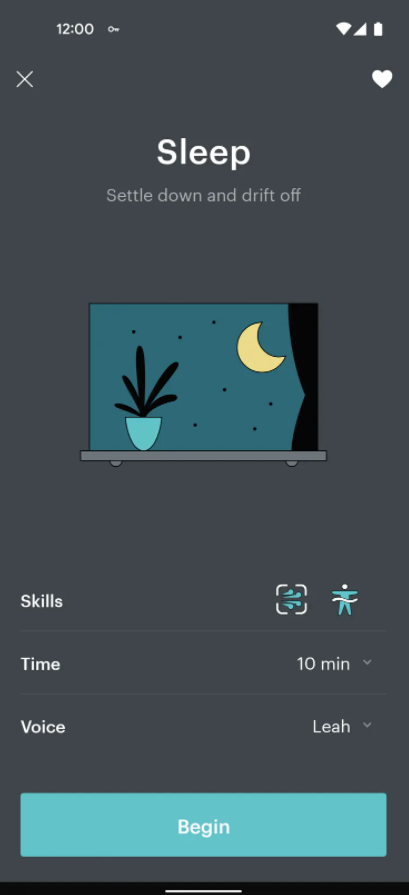 12:00
Sleep
Settle down and drift off
Skills
Time 10 min
Voice Leah
Begin